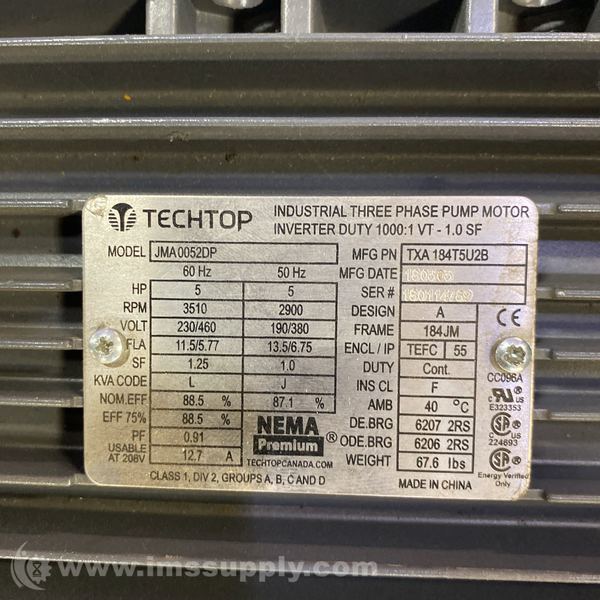 TECHTOP
INDUSTRIAL THREE PHASE PUMP MOTOR
INVERTER DUTY 1000:1 VT - 1.0 SF
MODEL JMA0052DP
60 Hz 50 Hz
HP 5 5
RPM 3510 2900
VOLT 230/460 190/380
FLA 11.5/5.77 13.5/6.75
SF 1.25 1.0
KVA CODE L J
NOM.EFF 88.5 % 87.1 %
EFF 75% 88.5 %
PF 0.91
USABLE
AT 208V 12.7 A
NEMA
Premium ®
TECHTOPCANADA.COM
CLASS 1, DIV 2, GROUPS A, B, C AND D
MFG PN TXA184T5U2B
MFG DATE
SER #
DESIGN A
FRAME 184JM
ENCL / IP TEFC 55
DUTY Cont.
INS CL F
AMB 40 °C
DE.BRG 6207 2RS
ODE.BRG 6206 2RS
WEIGHT 67.6 lbs
MADE IN CHINA
CE
CC096A
C US
E323353
SA
US
224693
SA
Energy Verified
Only
© www.imssupply.com